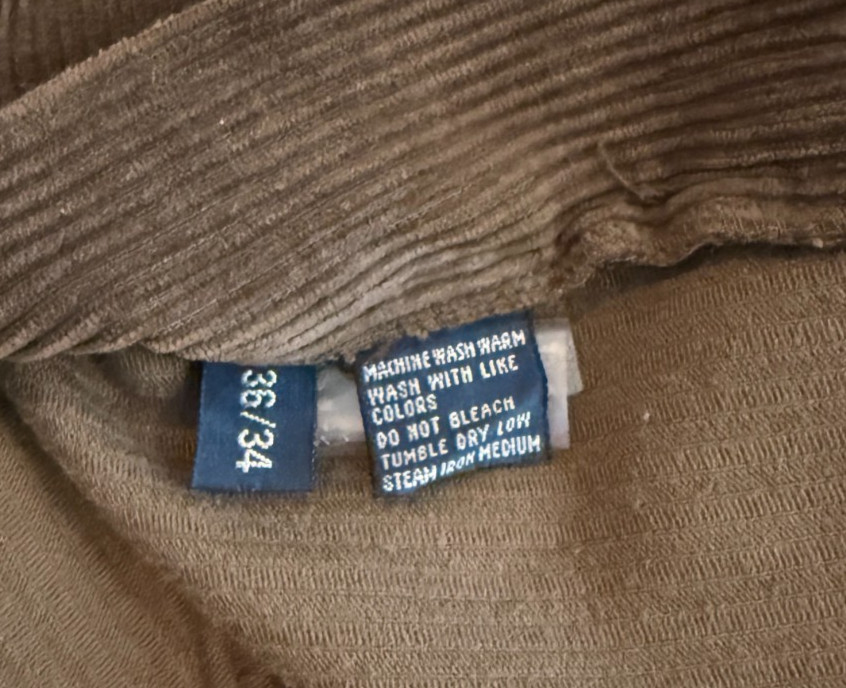 36/34
MACHINE WASH WARM
WASH WITH LIKE
COLORS
DO NOT BLEACH
TUMBLE DRY LOW
STEAM IRON MEDIUM